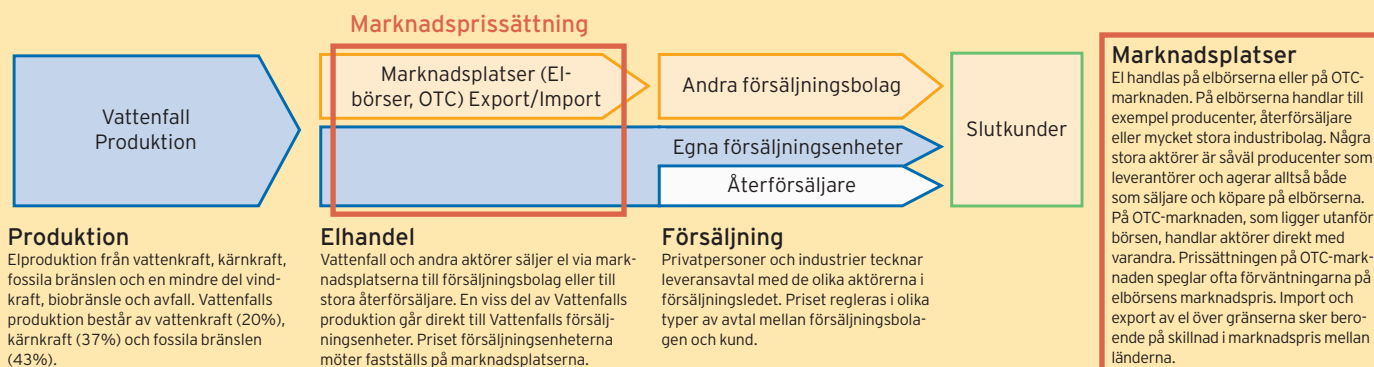 Marknadsprissättning
Vattenfall
Produktion
Marknadsplatser (El-
börser, OTC) Export/Import
Andra försäljningsbolag
Egna försäljningsenheter
Återförsäljare
Slutkunder
Produktion
Elproduktion från vattenkraft, kärnkraft,
fossila bränslen och en mindre del vind-
kraft, biobränsle och avfall. Vattenfalls
produktion består av vattenkraft (20%),
kärnkraft (37%) och fossila bränslen
(43%).
Elhandel
Vattenfall och andra aktörer säljer el via mark-
nadsplatserna till försäljningsbolag eller till
stora återförsäljare. En viss del av Vattenfalls
produktion går direkt till Vattenfalls försälj-
ningsenheter. Priset försäljningsenheterna
möter fastställs på marknadsplatserna.
Försäljning
Privatpersoner och industrier tecknar
leveransavtal med de olika aktörerna i
försäljningsledet. Priset regleras i olika
typer av avtal mellan försäljningsbola-
gen och kund.
Marknadsplatser
El handlas på elbörserna eller på OTC-
marknaden. På elbörserna handlar till
exempel producenter, återförsäljare
eller mycket stora industribolag. Några
stora aktörer är såväl producenter som
leverantörer och agerar alltså både
som säljare och köpare på elbörserna.
På OTC-marknaden, som ligger utanför
börsen, handlar aktörer direkt med
varandra. Prissättningen på OTC-mark-
naden speglar ofta förväntningarna på
elbörsens marknadspris. Import och
export av el över gränserna sker bero-
ende på skillnad i marknadspris mellan
länderna.